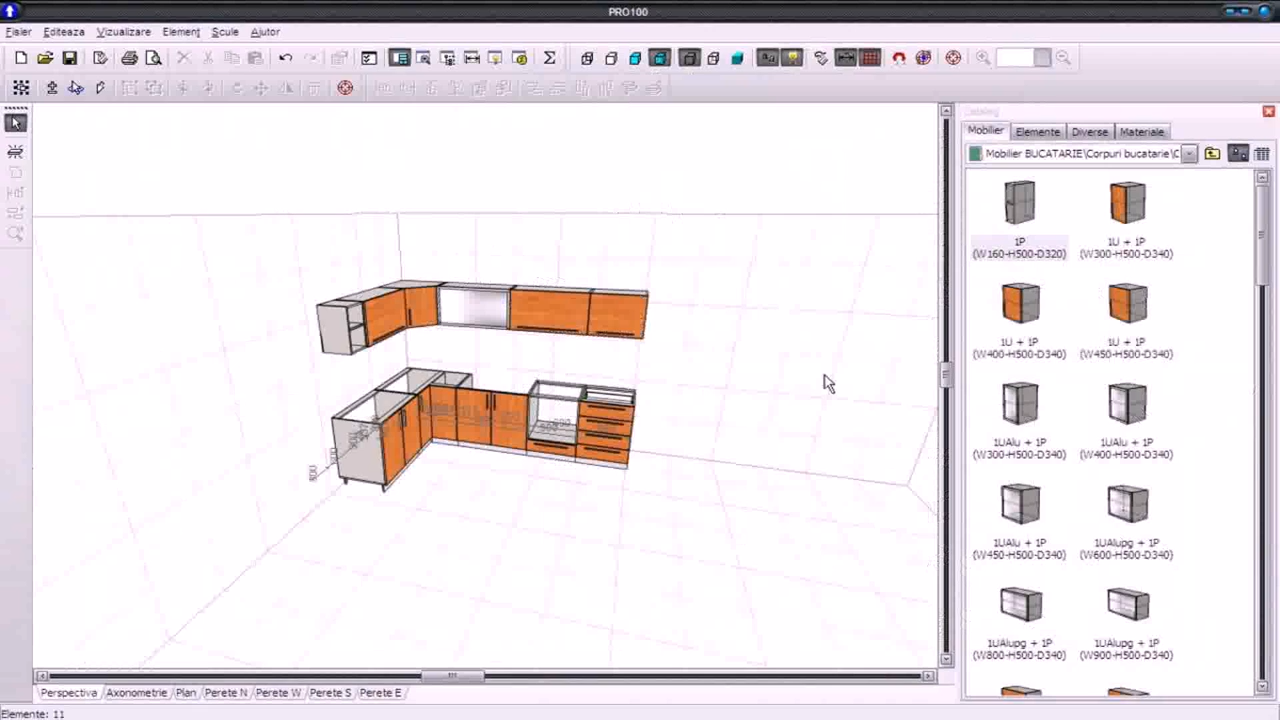 PRO100
Fisier Editeaza Vizualizare Element Scule Ajutor
Mobilier Elemente Diverse Materiale
Mobilier BUCATARIE\Corpuri bucatarie\C
1P
(W160-H500-D320)
1U + 1P
(W300-H500-D340)
1U + 1P
(W400-H500-D340)
1U + 1P
(W450-H500-D340)
1UAlu + 1P
(W300-H500-D340)
1UAlu + 1P
(W400-H500-D340)
1UAlu + 1P
(W450-H500-D340)
1UAlupg + 1P
(W600-H500-D340)
1UAlupg + 1P
(W800-H500-D340)
1UAlupg + 1P
(W900-H500-D340)
Perspectiva Axonometrie Plan Perete N Perete W Perete S Perete E
Elemente: 11